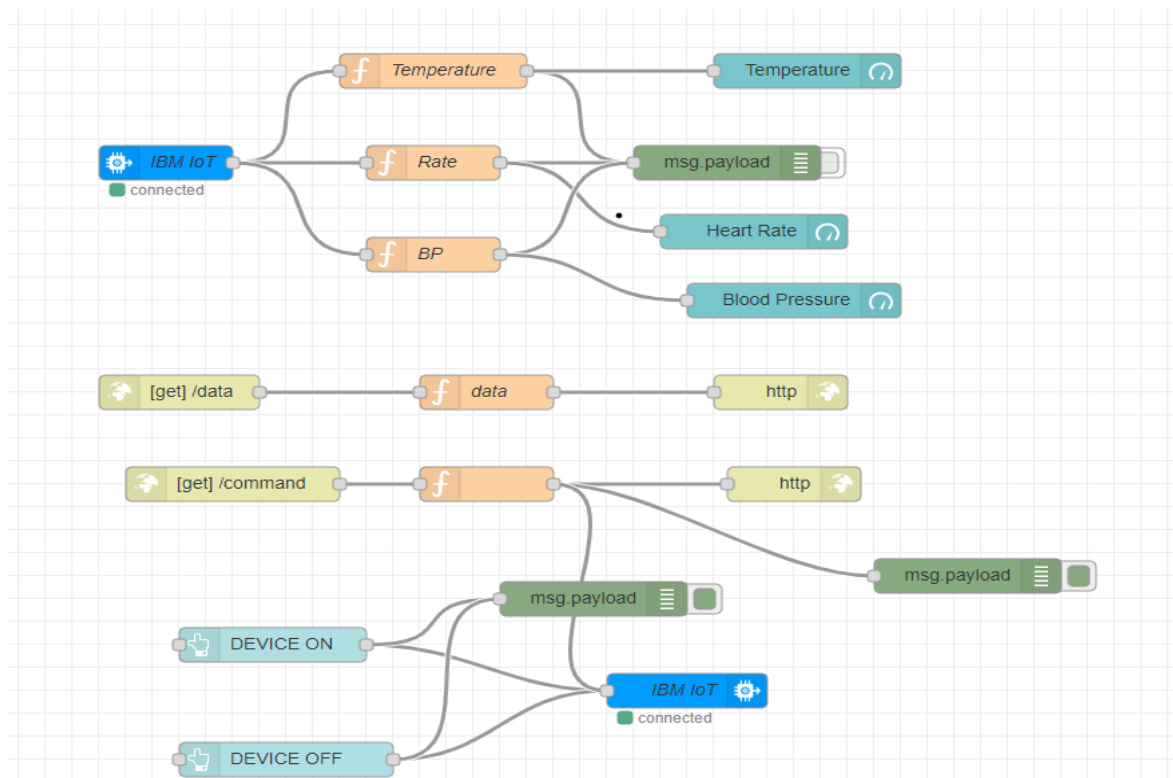 Temperature
Temperature
IBM IoT
Rate
msg.payload
connected
Heart Rate
BP
Blood Pressure
[get] /data
data
http
[get] /command
http
msg.payload
msg.payload
DEVICE ON
IBM IoT
connected
DEVICE OFF